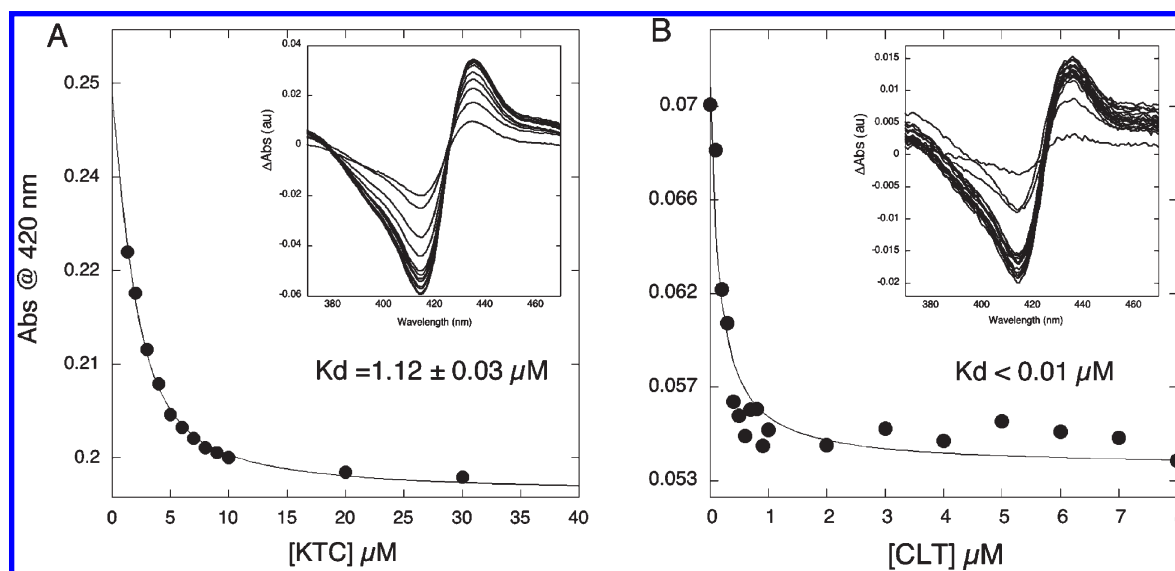 A
Abs @ 420 nm
0.25
0.24
0.22
0.21
0.2
0 5 10 15 20 25 30 35 40
[KTC] µM
Kd =1.12 ± 0.03 µM
ΔAbs (au)
0.04
0.02
0
-0.02
-0.04
-0.06
380 400 420 440 460
Wavelength (nm)
B
0.07
0.066
0.062
0.057
0.053
0 1 2 3 4 5 6 7
[CLT] µM
Kd < 0.01 µM
ΔAbs (au)
0.015
0.01
0.005
0
-0.005
-0.01
-0.015
-0.02
380 400 420 440 460
Wavelength (nm)